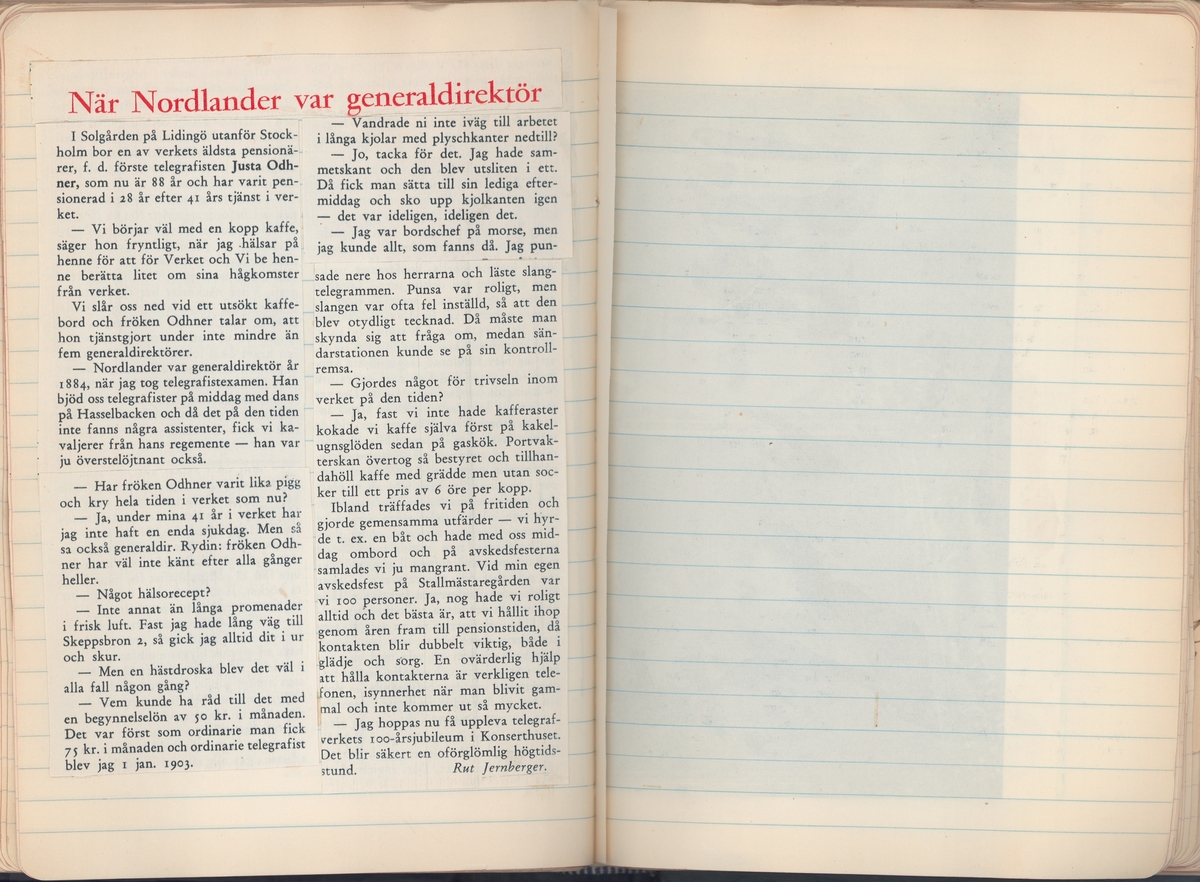 När Nordlander var generaldirektör
I Solgården på Lidingö utanför Stock-
holm bor en av verkets äldsta pensionä-
rer, f. d. förste telegrafisten Justa Odh-
ner, som nu är 88 år och har varit pen-
sionerad i 28 år efter 41 års tjänst i ver-
ket.
— Vi börjar väl med en kopp kaffe,
säger hon fryntligt, när jag hälsar på
henne för att för Verket och Vi be hen-
ne berätta litet om sina hågkomster
från verket.
Vi slår oss ned vid ett utsökt kaffe-
bord och fröken Odhner talar om, att
hon tjänstgjort under inte mindre än
fem generaldirektörer.
— Nordlander var generaldirektör år
1884, när jag tog telegrafistexamen. Han
bjöd oss telegrafister på middag med dans
på Hasselbacken och då det på den tiden
inte fanns några assistenter, fick vi ka-
valjerer från hans regemente — han var
ju överstelöjtnant också.
— Har fröken Odhner varit lika pigg
och kry hela tiden i verket som nu?
— Ja, under mina 41 år i verket har
jag inte haft en enda sjukdag. Men så
sa också generaldir. Rydin: fröken Odh-
ner har väl inte känt efter alla gånger
heller.
— Något hälsorecept?
— Inte annat än långa promenader
i frisk luft. Fast jag hade lång väg till
Skeppsbron 2, så gick jag alltid dit i ur
och skur.
— Men en hästdroska blev det väl i
alla fall någon gång?
— Vem kunde ha råd till det med
en begynnelselön av 50 kr. i månaden.
Det var först som ordinarie man fick
75 kr. i månaden och ordinarie telegrafist
blev jag 1 jan. 1903.
— Vandrade ni inte iväg till arbetet
i långa kjolar med plyschkanter nedtill?
— Jo, tacka för det. Jag hade sam-
metskant och den blev utsliten i ett.
Då fick man sätta till sin lediga efter-
middag och sko upp kjolkanten igen
— det var ideligen, ideligen det.
— Jag var bordschef på morse, men
jag kunde allt, som fanns då. Jag pun-
sade nere hos herrarna och läste slang-
telegrammen. Punsa var roligt, men
slangen var ofta fel inställd, så att den
blev otydligt tecknad. Då måste man
skynda sig att fråga om, medan sän-
darstationen kunde se på sin kontroll-
remsa.
— Gjordes något för trivseln inom
verket på den tiden?
— Ja, fast vi inte hade kafferaster
kokade vi kaffe själva först på kakel-
ugnsglöden sedan på gaskök. Portvak-
terskan övertog så bestyret och tillhan-
dahöll kaffe med grädde men utan soc-
ker till ett pris av 6 öre per kopp.
Ibland träffades vi på fritiden och
gjorde gemensamma utfärder — vi hyr-
de t. ex. en båt och hade med oss mid-
dag ombord och på avskedsfesterna
samlades vi ju mangrant. Vid min egen
avskedsfest på Stallmästaregården var
vi 100 personer. Ja, nog hade vi roligt
alltid och det bästa är, att vi hållit ihop
genom åren fram till pensionstiden, då
kontakten blir dubbelt viktig, både i
glädje och sorg. En ovärderlig hjälp
att hålla kontakterna är verkligen tele-
fonen, isynnerhet när man blivit gam-
mal och inte kommer ut så mycket.
— Jag hoppas nu få uppleva telegraf-
verkets 100-årsjubileum i Konserthuset.
Det blir säkert en oförglömlig högtids-
stund. Rut Jernberger.